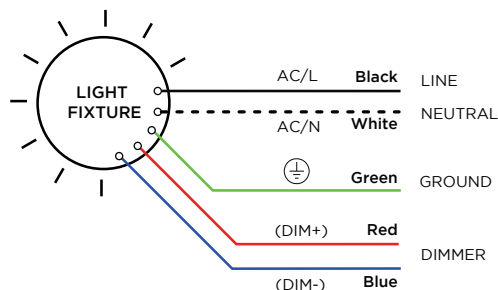 LIGHT
FIXTURE
AC/L Black LINE
AC/N White NEUTRAL
Green GROUND
(DIM+) Red
DIMMER
(DIM-) Blue